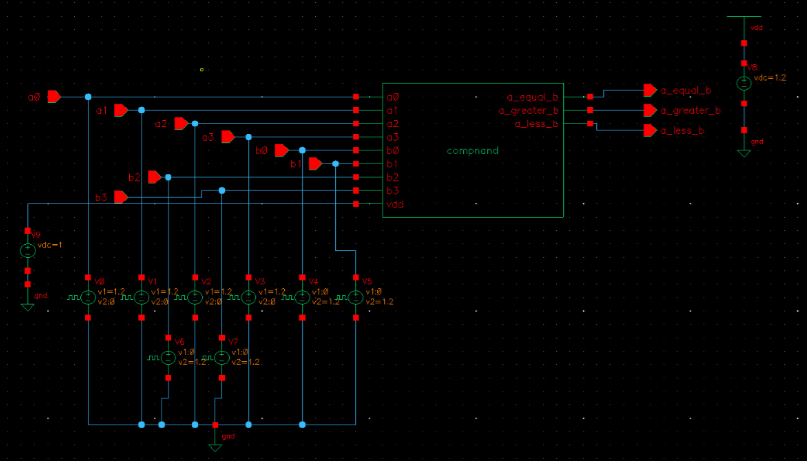 vdd
V8
vdc=1.2
gnd
a0
a1
a2
a3
b0
b1
b2
b3
a0
a1
a2
a3
b0
b1
b2
b3
vdd
compnand
a_equal_b
a_greater_b
a_less_b
a_equal_b
a_greater_b
a_less_b
vdc=1
gnd
V0
v1=1.2
v2:0
V1
v1=1.2
v2:0
V2
v1=1.2
v2:0
V3
v1=1.2
v2:0
V4
v1:0
v2=1.2
V5
v1:0
v2=1.2
V6
v1:0
v2=1.2
V7
v1:0
v2=1.2
gnd